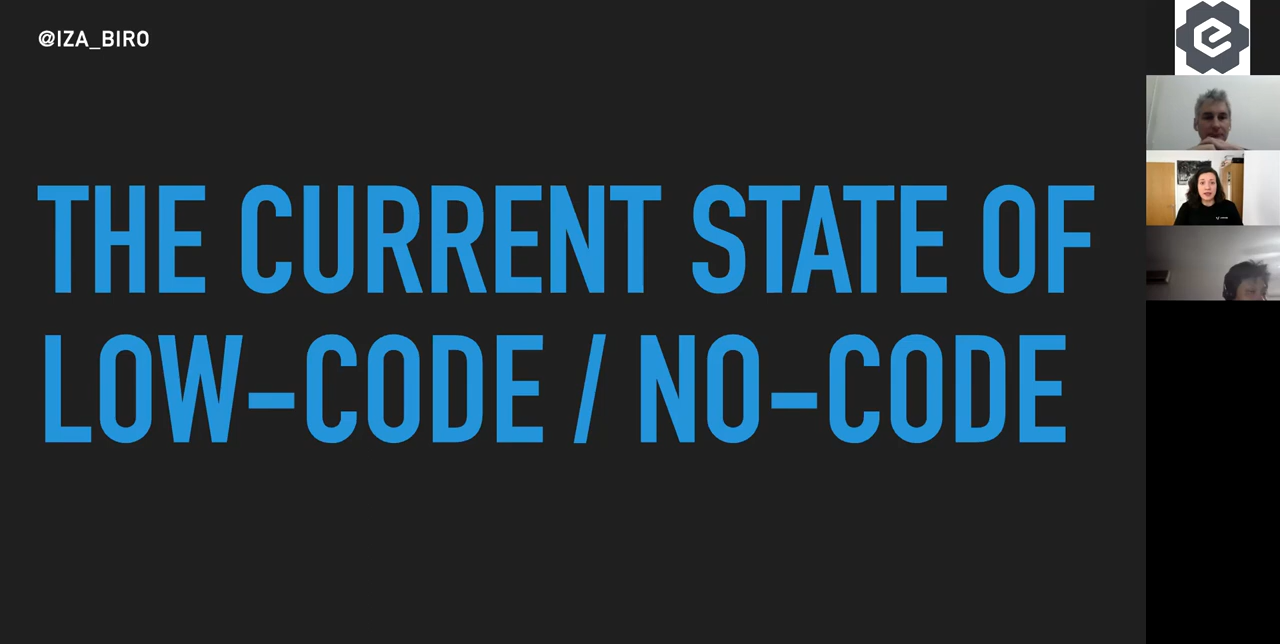 @IZA_BIRO
THE CURRENT STATE OF
LOW-CODE / NO-CODE